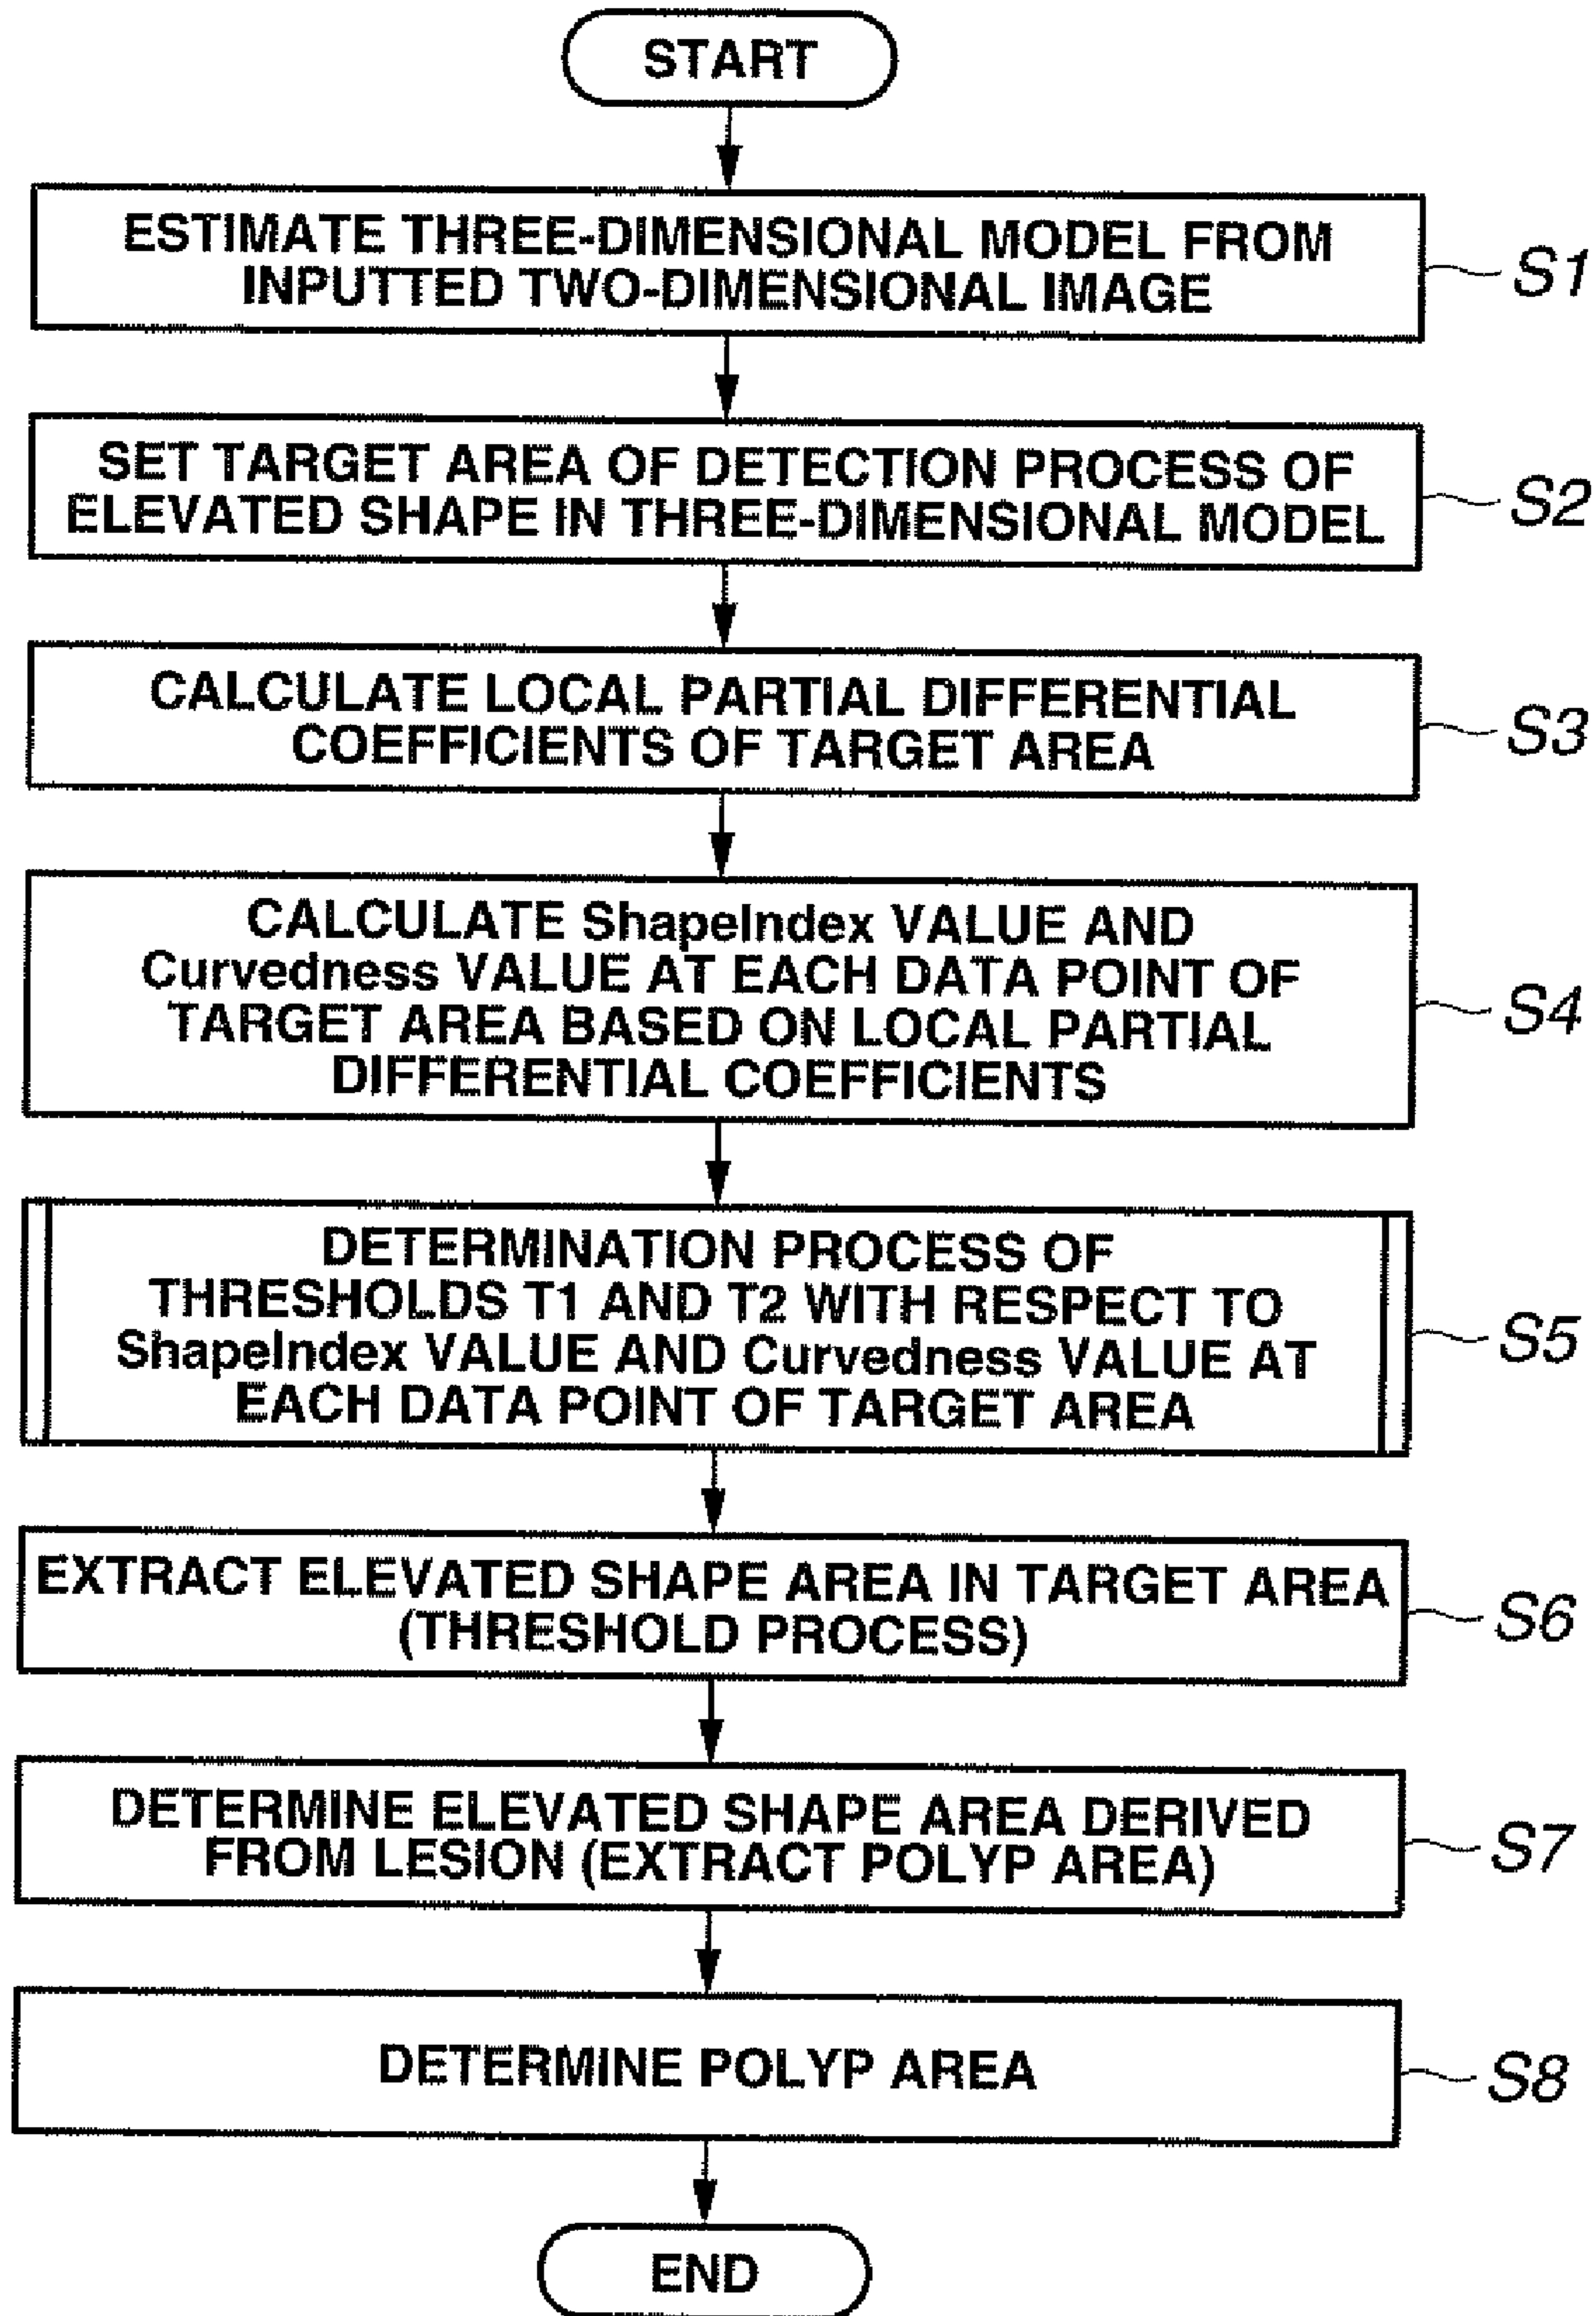 START
ESTIMATE THREE-DIMENSIONAL MODEL FROM
INPUTTED TWO-DIMENSIONAL IMAGE
S1
SET TARGET AREA OF DETECTION PROCESS OF
ELEVATED SHAPE IN THREE-DIMENSIONAL MODEL
S2
CALCULATE LOCAL PARTIAL DIFFERENTIAL
COEFFICIENTS OF TARGET AREA
S3
CALCULATE ShapeIndex VALUE AND
Curvedness VALUE AT EACH DATA POINT OF
TARGET AREA BASED ON LOCAL PARTIAL
DIFFERENTIAL COEFFICIENTS
S4
DETERMINATION PROCESS OF
THRESHOLDS T1 AND T2 WITH RESPECT TO
ShapeIndex VALUE AND Curvedness VALUE AT
EACH DATA POINT OF TARGET AREA
S5
EXTRACT ELEVATED SHAPE AREA IN TARGET AREA
(THRESHOLD PROCESS)
S6
DETERMINE ELEVATED SHAPE AREA DERIVED
FROM LESION (EXTRACT POLYP AREA)
S7
DETERMINE POLYP AREA
S8
END